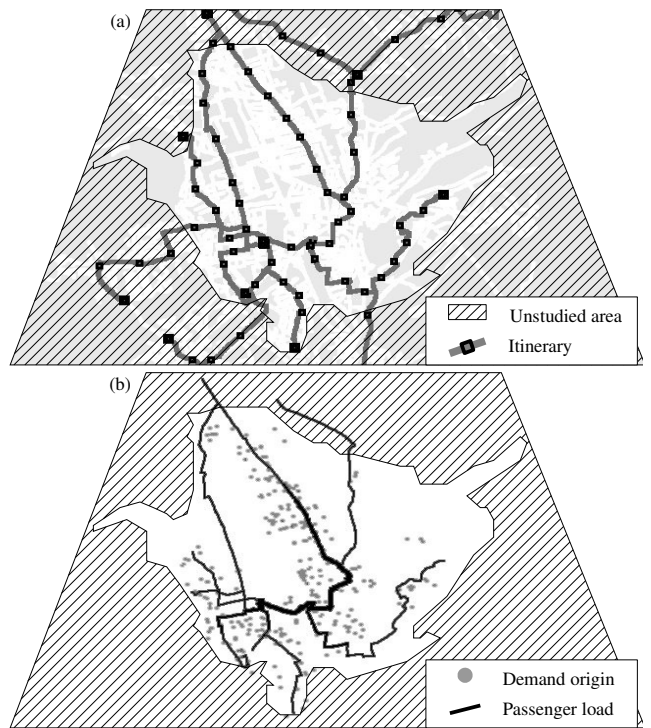 (a)
Unstudied area
Itinerary
(b)
Demand origin
Passenger load